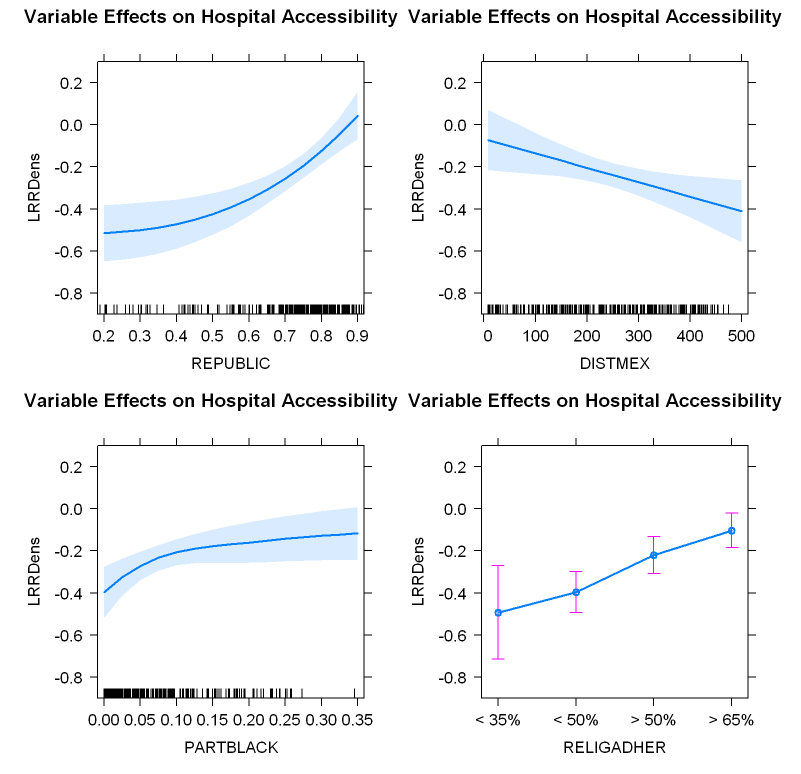 Variable Effects on Hospital Accessibility
0.2
0.0
-0.2
-0.4
-0.6
-0.8
LRRDens
0.2 0.3 0.4 0.5 0.6 0.7 0.8 0.9
REPUBLIC
Variable Effects on Hospital Accessibility
0.2
0.0
-0.2
-0.4
-0.6
-0.8
LRRDens
0 100 200 300 400 500
DISTMEX
Variable Effects on Hospital Accessibility
0.2
0.0
-0.2
-0.4
-0.6
-0.8
LRRDens
0.00 0.05 0.10 0.15 0.20 0.25 0.30 0.35
PARTBLACK
Variable Effects on Hospital Accessibility
0.2
0.0
-0.2
-0.4
-0.6
-0.8
LRRDens
< 35% < 50% > 50% > 65%
RELIGADHER